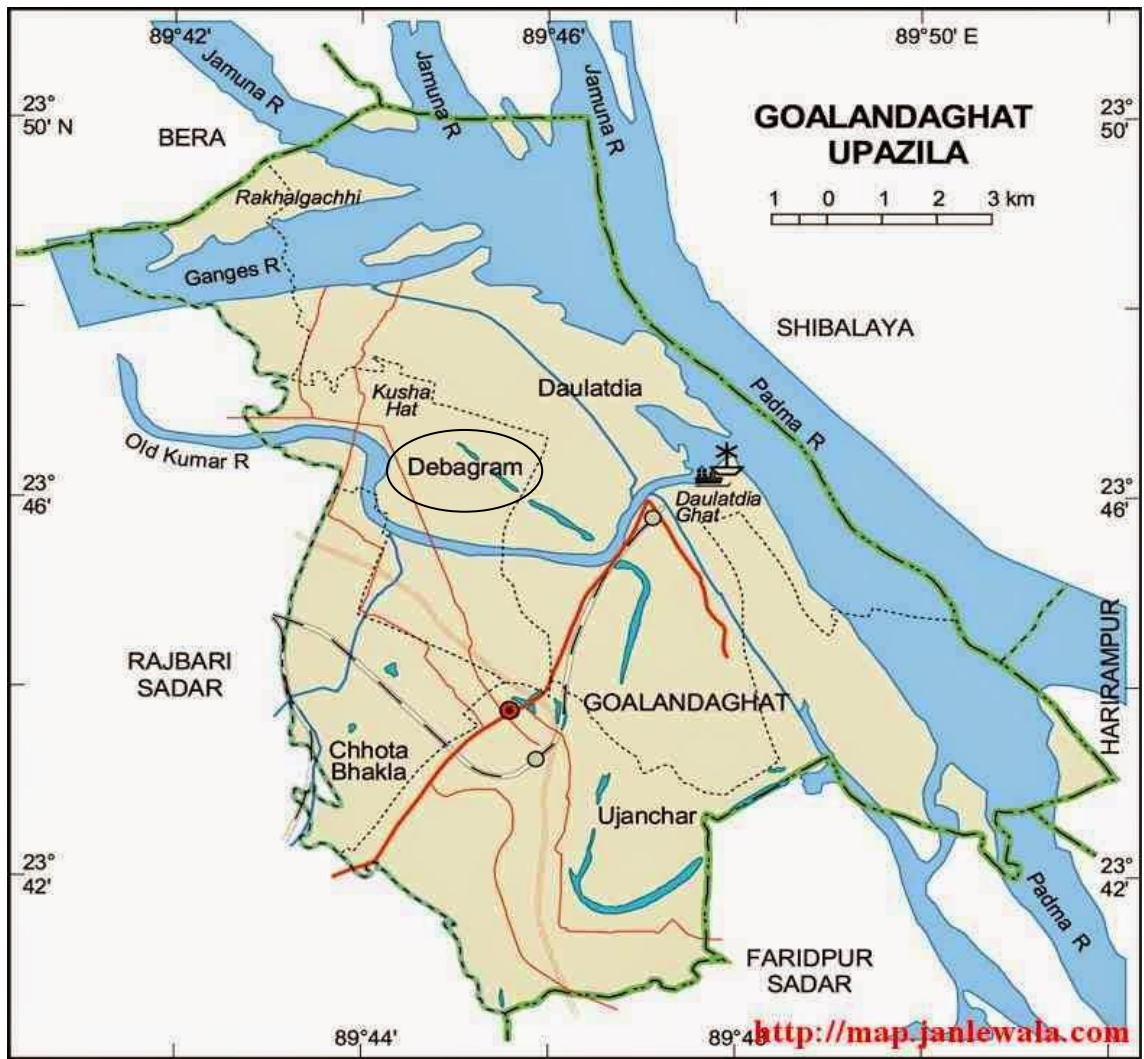 89°42'
89°46'
89°50' E
Jamuna R
Jamuna R
Jamuna R
23°
50' N
23°
50'
GOALANDAGHAT
UPAZILA
BERA
1 0 1 2 3 km
Rakhalgachhi
Ganges R
SHIBALAYA
Kusha
Hat
Daulatdia
Padma R
Old Kumar R
Debagram
23°
46'
23°
46'
Daulatdia
Ghat
RAJBARI
SADAR
HARIRAMPUR
GOALANDAGHAT
Chhota
Bhakla
Ujanchar
23°
42'
23°
42'
Padma R
FARIDPUR
SADAR
89°44'
89°48'
http://map.janlewala.com